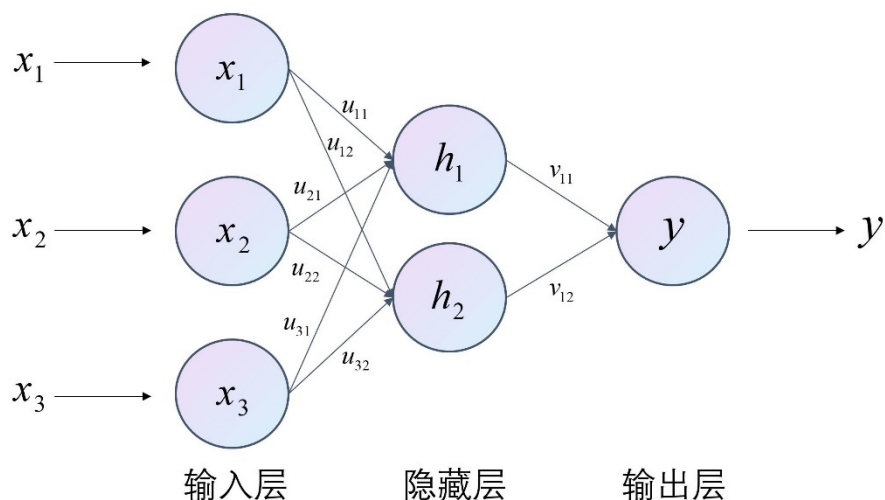 x₁ x₁
u₁₁
u₁₂
h₁
v₁₁
x₂ x₂
u₂₁
u₂₂
y y
h₂
v₁₂
x₃ x₃
u₃₁
u₃₂
输入层 隐藏层 输出层